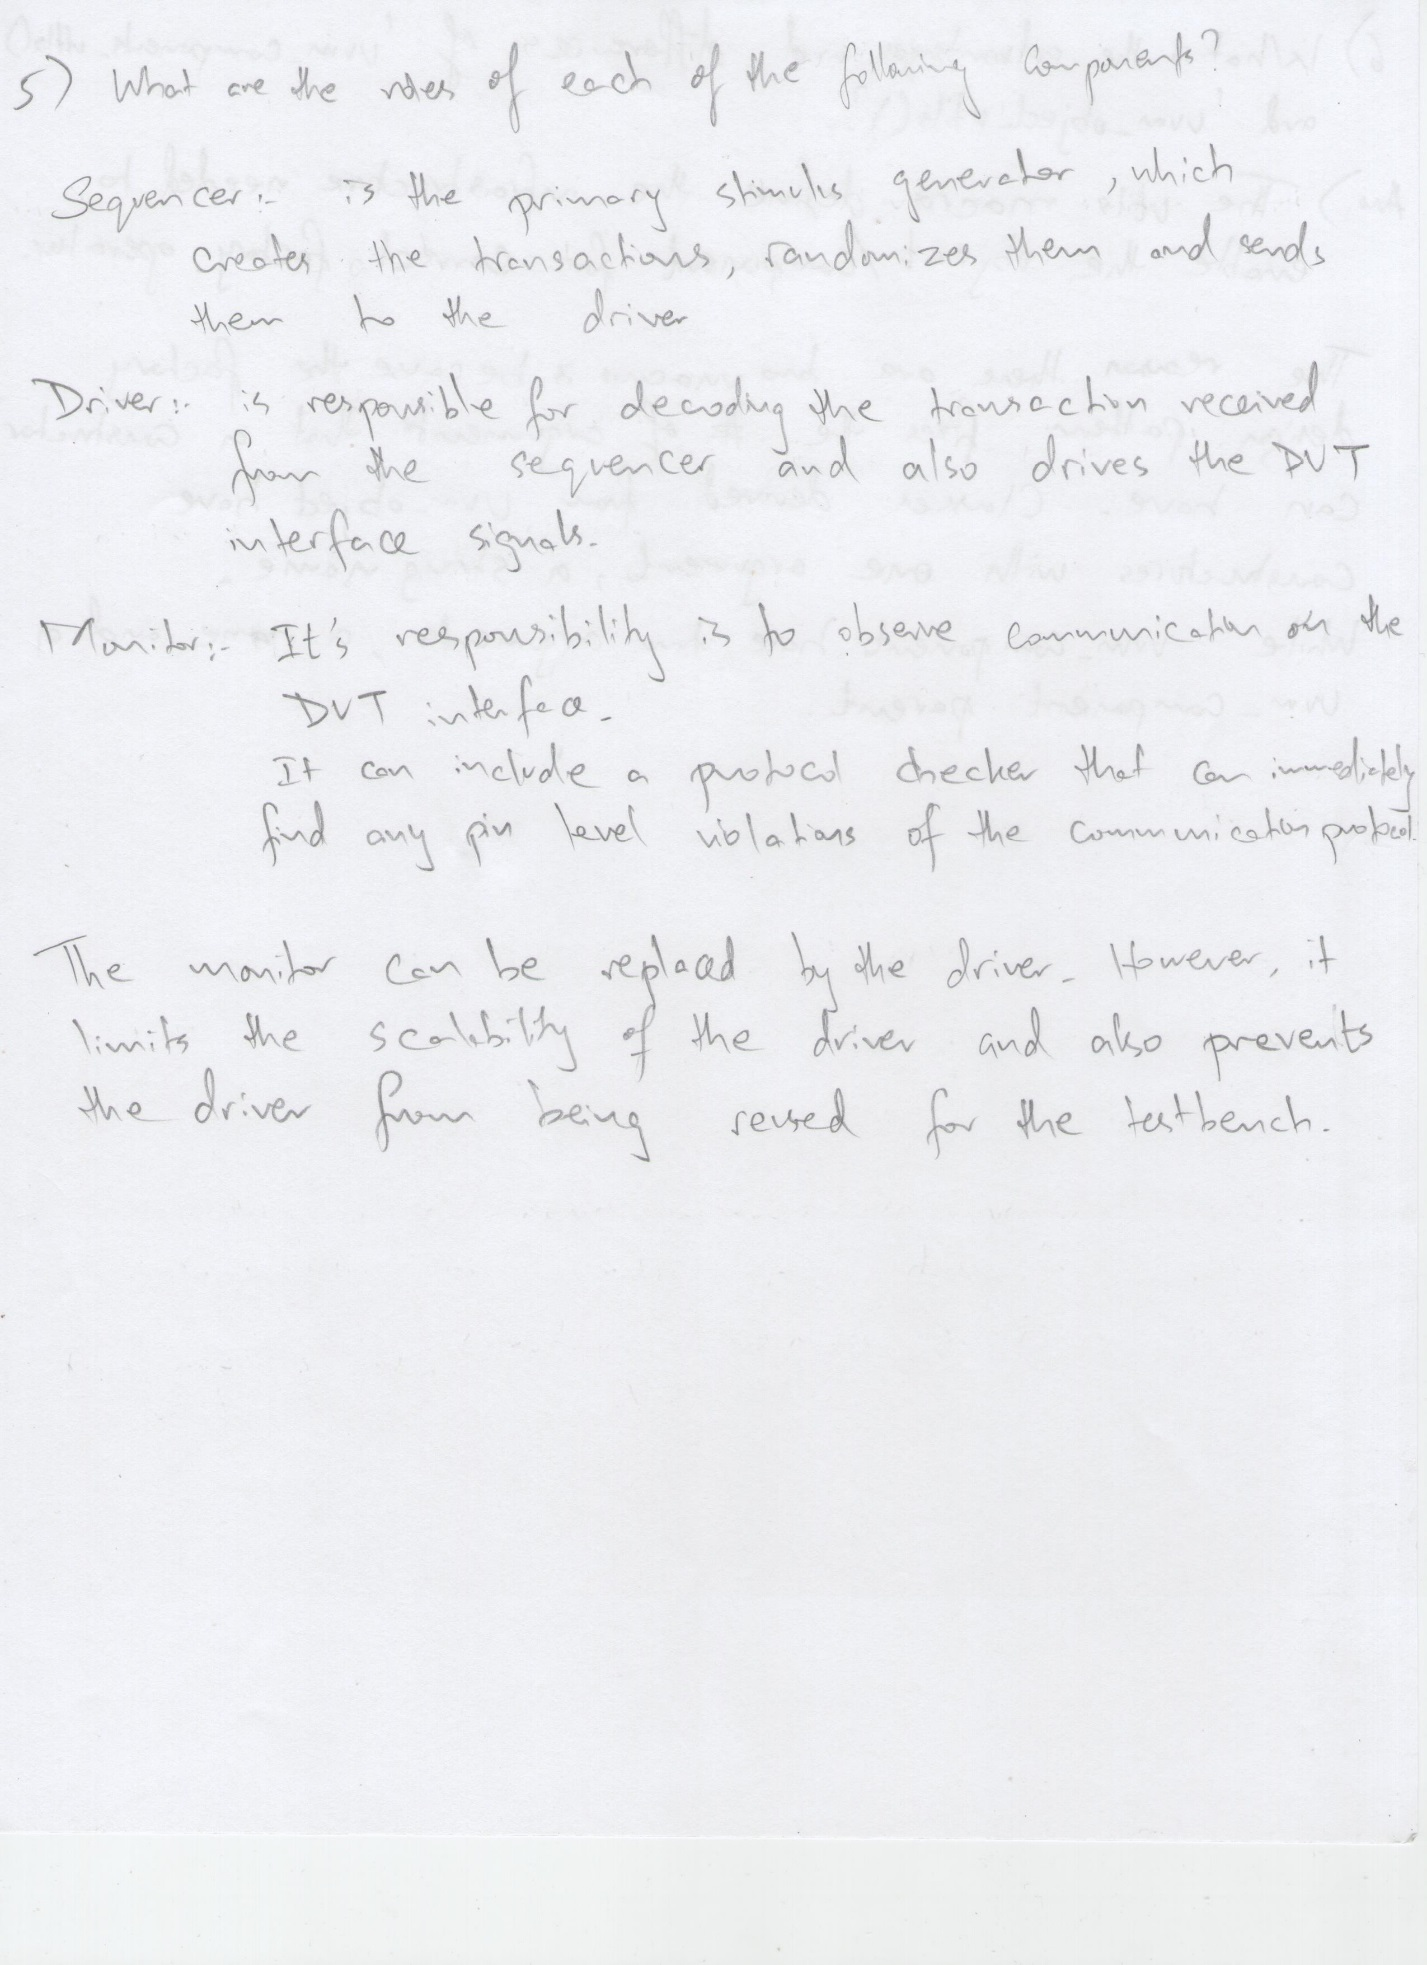 5) What are the roles of each of the following components?
Sequencer:- is the primary stimulus generator, which
creates the transactions, randomizes them and sends
them to the driver
Driver:- is responsible for decoding the transaction received
from the sequencer and also drives the DUT
interface signals.
Monitor:- It's responsibility is to observe communication on the
DUT interface.
It can include a protocol checker that can immediately
find any pin level violations of the communication protocol.
The monitor can be replaced by the driver. However, it
limits the scalability of the driver and also prevents
the driver from being reused for the testbench.